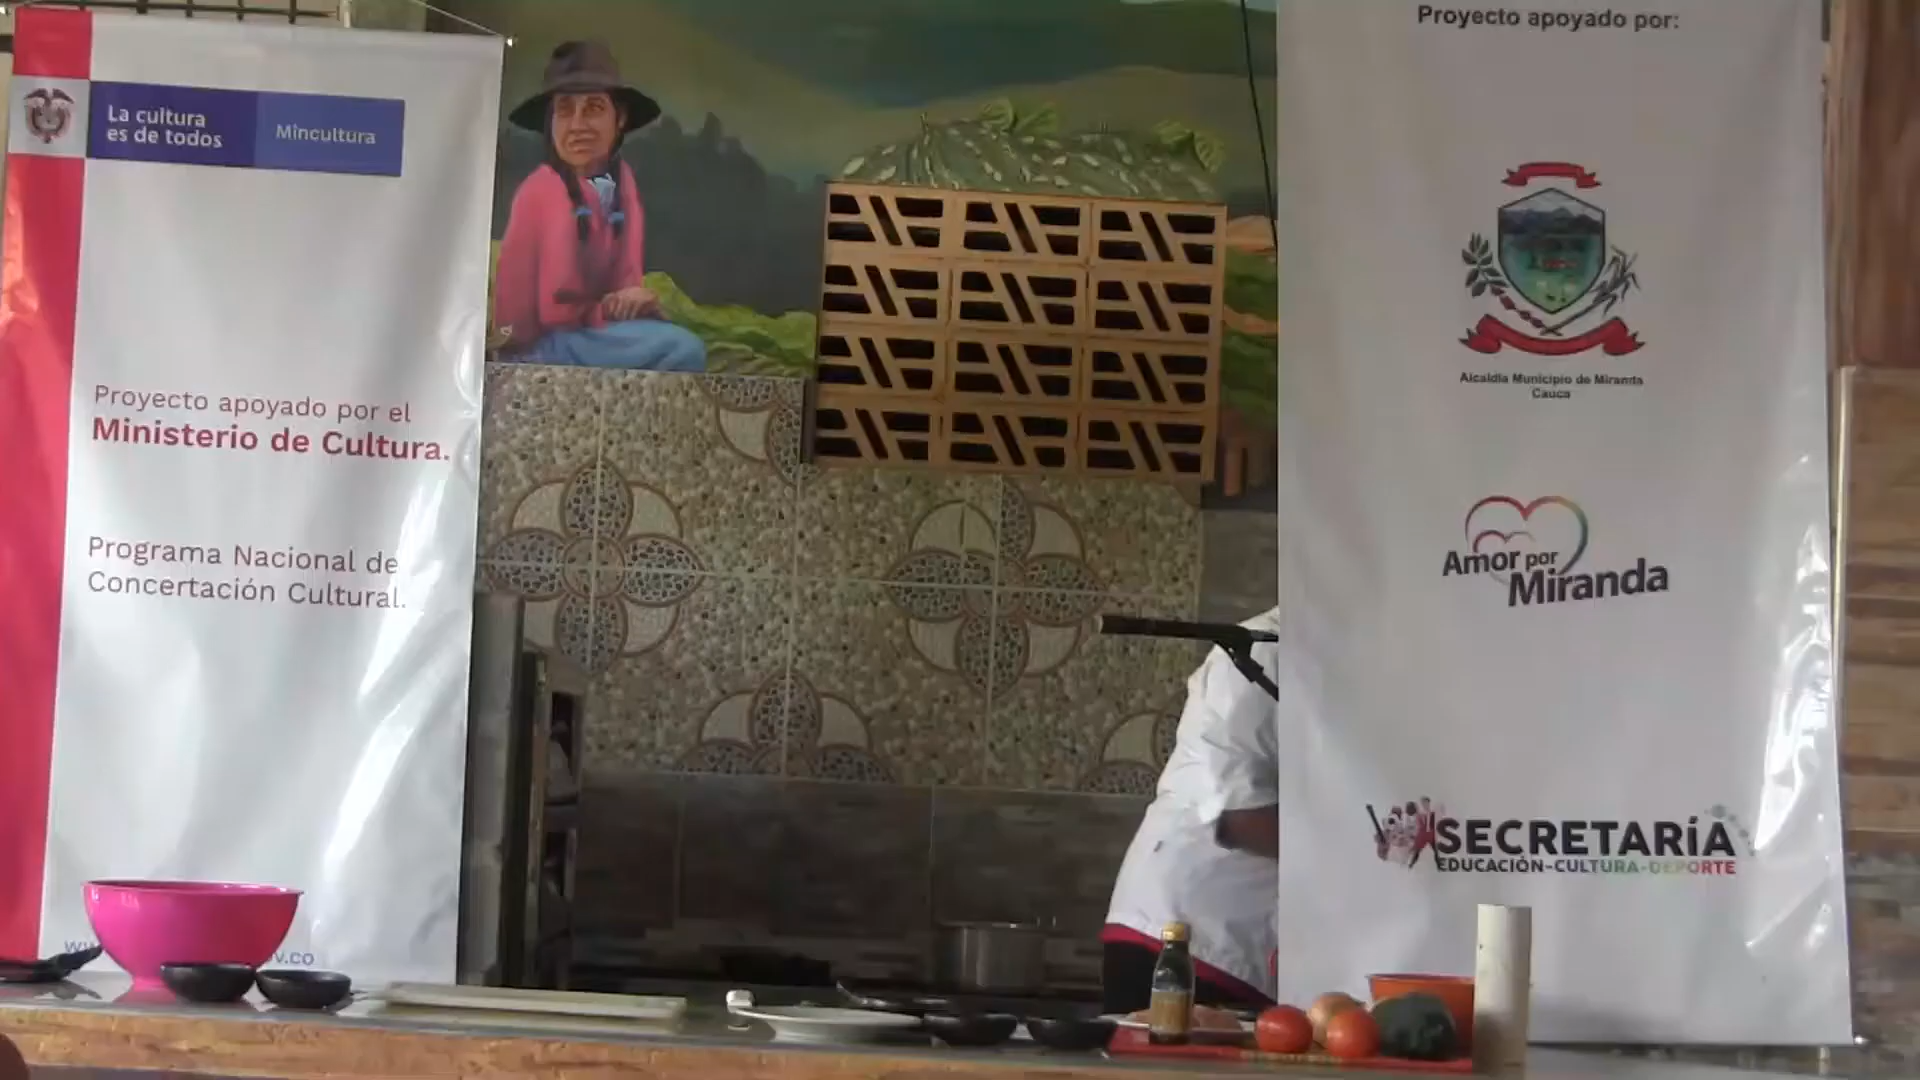 La cultura
es de todos
Mincultura
Proyecto apoyado por el
Ministerio de Cultura.
Programa Nacional de
Concertación Cultural.
Proyecto apoyado por:
Alcaldia Municipio de Miranda
Cauca
Amor por
Miranda
SECRETARÍA
EDUCACIÓN-CULTURA-DEPORTE